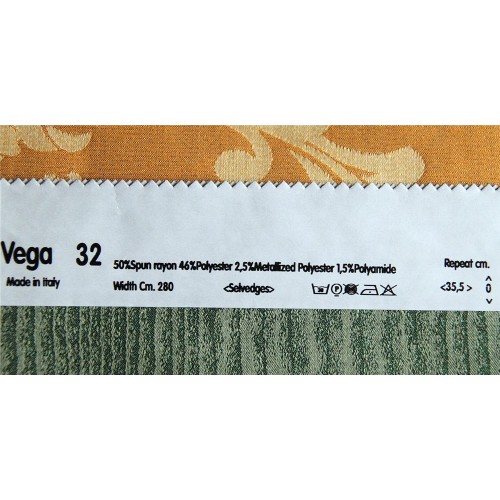 Vega 32
50%Spun rayon 46%Polyester 2,5%Metallized Polyester 1,5%Polyamide
Repeat cm.
Made in Italy
Width Cm. 280
<Selvedges>
<35,5>
0